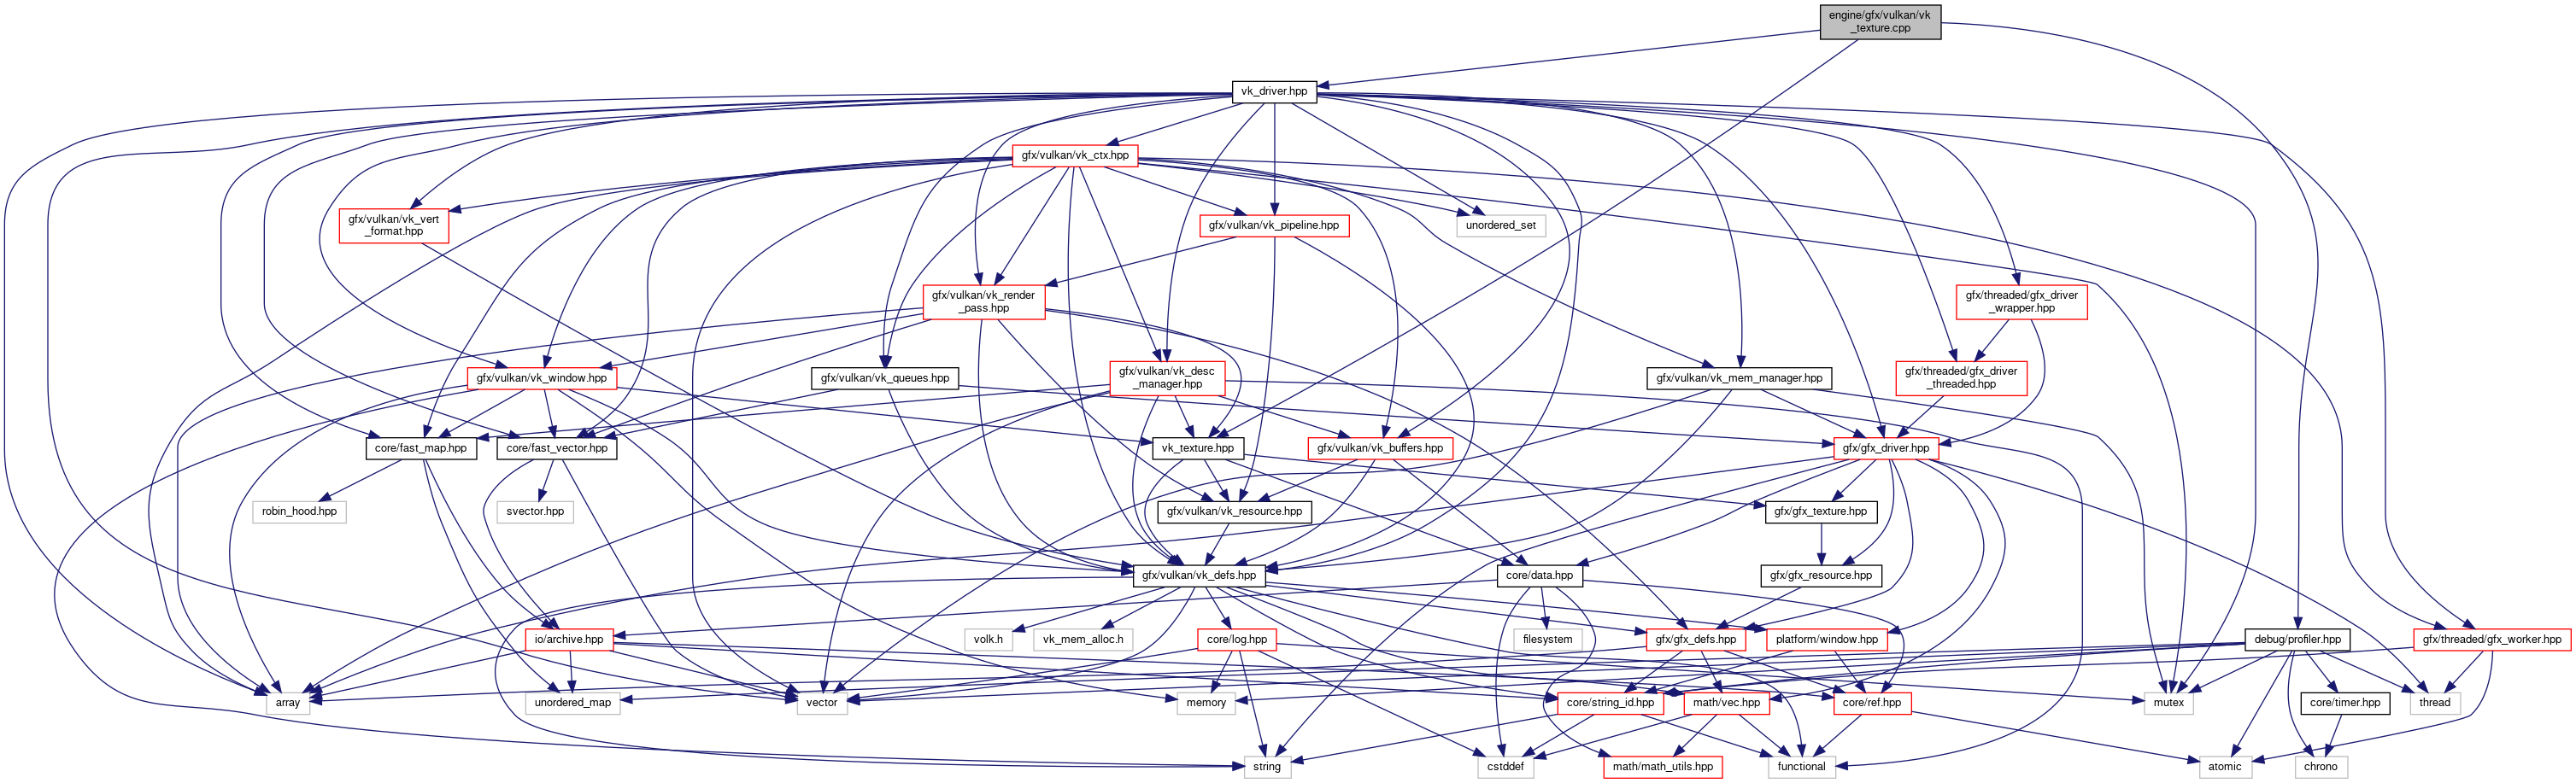 engine/gfx/vulkan/vk
_texture.cpp
vk_driver.hpp
gfx/vulkan/vk_ctx.hpp
gfx/vulkan/vk_vert
_format.hpp
gfx/vulkan/vk_pipeline.hpp
unordered_set
gfx/vulkan/vk_render
_pass.hpp
gfx/threaded/gfx_driver
_wrapper.hpp
gfx/vulkan/vk_window.hpp
gfx/vulkan/vk_queues.hpp
gfx/vulkan/vk_desc
_manager.hpp
gfx/vulkan/vk_mem_manager.hpp
gfx/threaded/gfx_driver
_threaded.hpp
core/fast_map.hpp
core/fast_vector.hpp
vk_texture.hpp
gfx/vulkan/vk_buffers.hpp
gfx/gfx_driver.hpp
robin_hood.hpp
svector.hpp
gfx/vulkan/vk_resource.hpp
gfx/gfx_texture.hpp
gfx/vulkan/vk_defs.hpp
core/data.hpp
gfx/gfx_resource.hpp
io/archive.hpp
volk.h
vk_mem_alloc.h
core/log.hpp
filesystem
gfx/gfx_defs.hpp
platform/window.hpp
debug/profiler.hpp
gfx/threaded/gfx_worker.hpp
array
unordered_map
vector
memory
core/string_id.hpp
math/vec.hpp
core/ref.hpp
mutex
core/timer.hpp
thread
string
cstddef
math/math_utils.hpp
functional
atomic
chrono